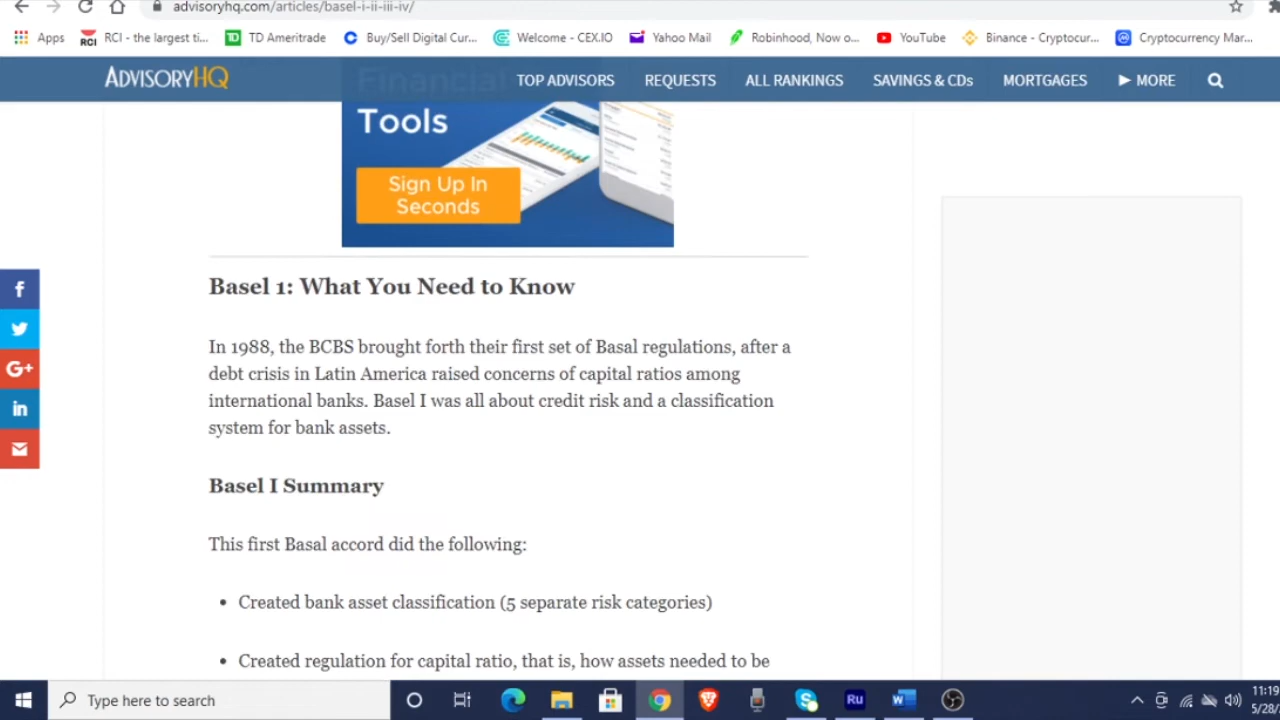 advisoryhq.com/articles/basel-i-ii-iii-iv/
Apps RCI - the largest ti... TD Ameritrade Buy/Sell Digital Cur... Welcome - CEX.IO Yahoo Mail Robinhood, Now o... YouTube Binance - Cryptocur... Cryptocurrency Mar...
ADVISORYHQ TOP ADVISORS REQUESTS ALL RANKINGS SAVINGS & CDs MORTGAGES MORE
Financial
Tools
Sign Up In
Seconds
Basel 1: What You Need to Know
In 1988, the BCBS brought forth their first set of Basal regulations, after a
debt crisis in Latin America raised concerns of capital ratios among
international banks. Basel I was all about credit risk and a classification
system for bank assets.
Basel I Summary
This first Basal accord did the following:
• Created bank asset classification (5 separate risk categories)
• Created regulation for capital ratio, that is, how assets needed to be
Type here to search
11:19
5/28/